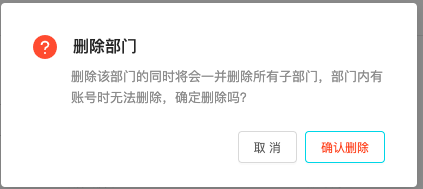 删除部门
删除该部门的同时将会一并删除所有子部门，部门内有
账号时无法删除，确定删除吗?
取 消
确认删除